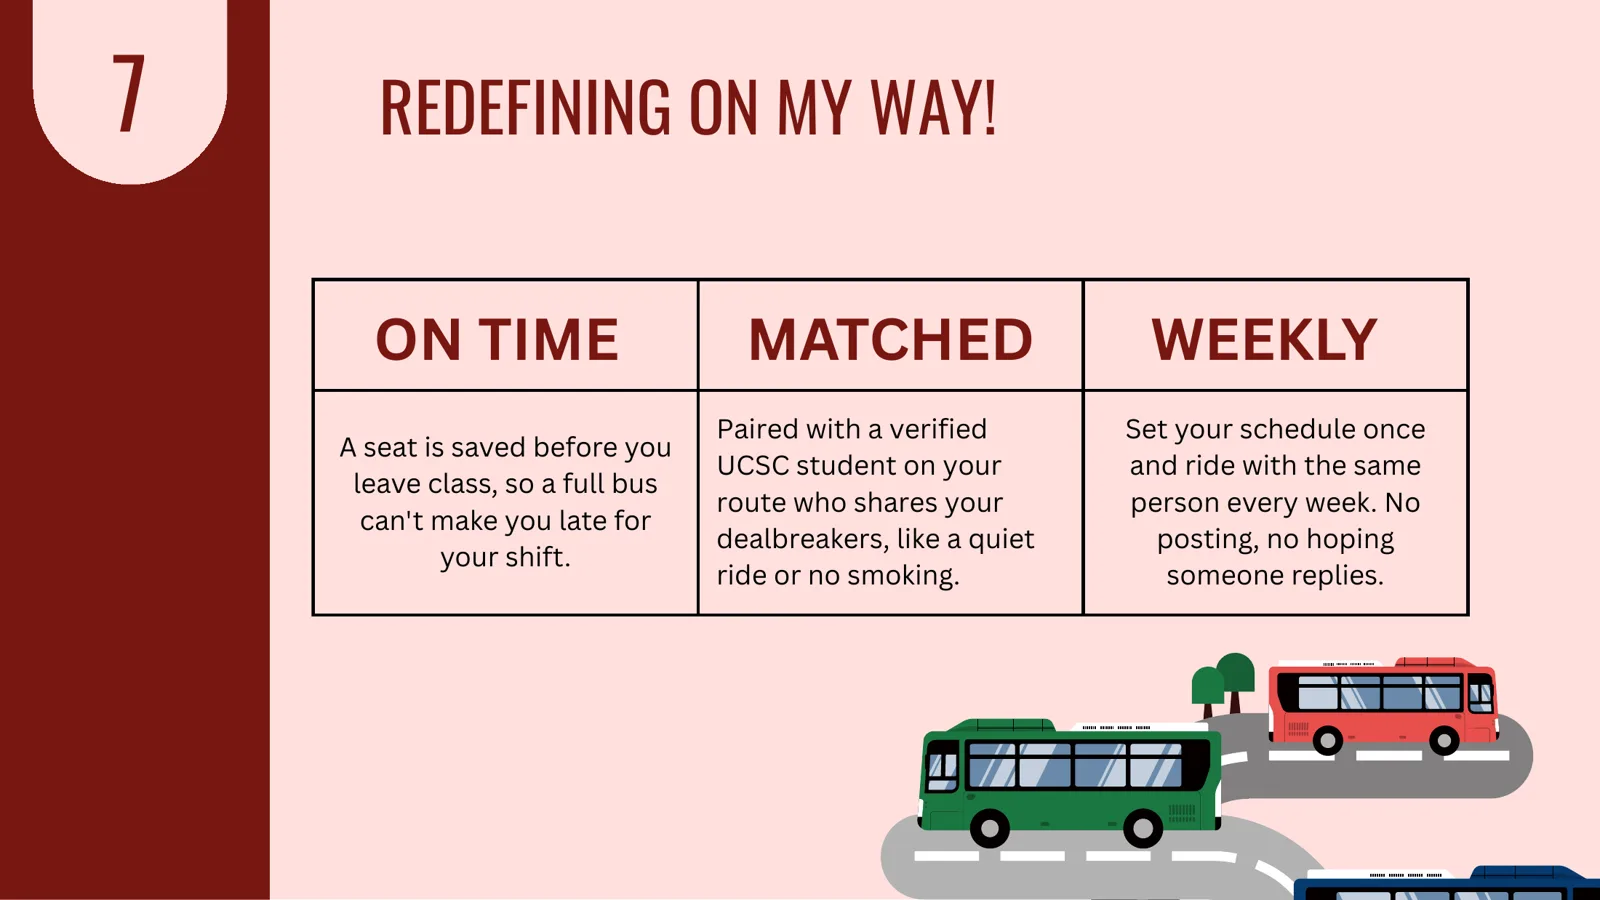 7
REDEFINING ON MY WAY!
ON TIME
MATCHED
WEEKLY
A seat is saved before you
leave class, so a full bus
can't make you late for
your shift.
Paired with a verified
UCSC student on your
route who shares your
dealbreakers, like a quiet
ride or no smoking.
Set your schedule once
and ride with the same
person every week. No
posting, no hoping
someone replies.